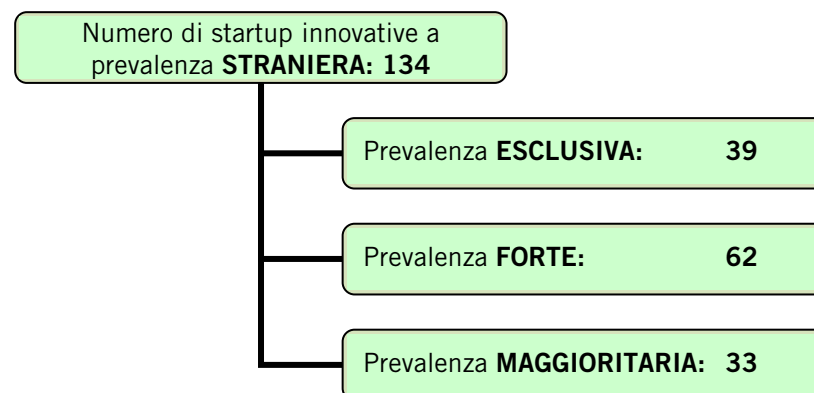 Numero di startup innovative a
prevalenza STRANIERA: 134
Prevalenza ESCLUSIVA: 39
Prevalenza FORTE: 62
Prevalenza MAGGIORITARIA: 33